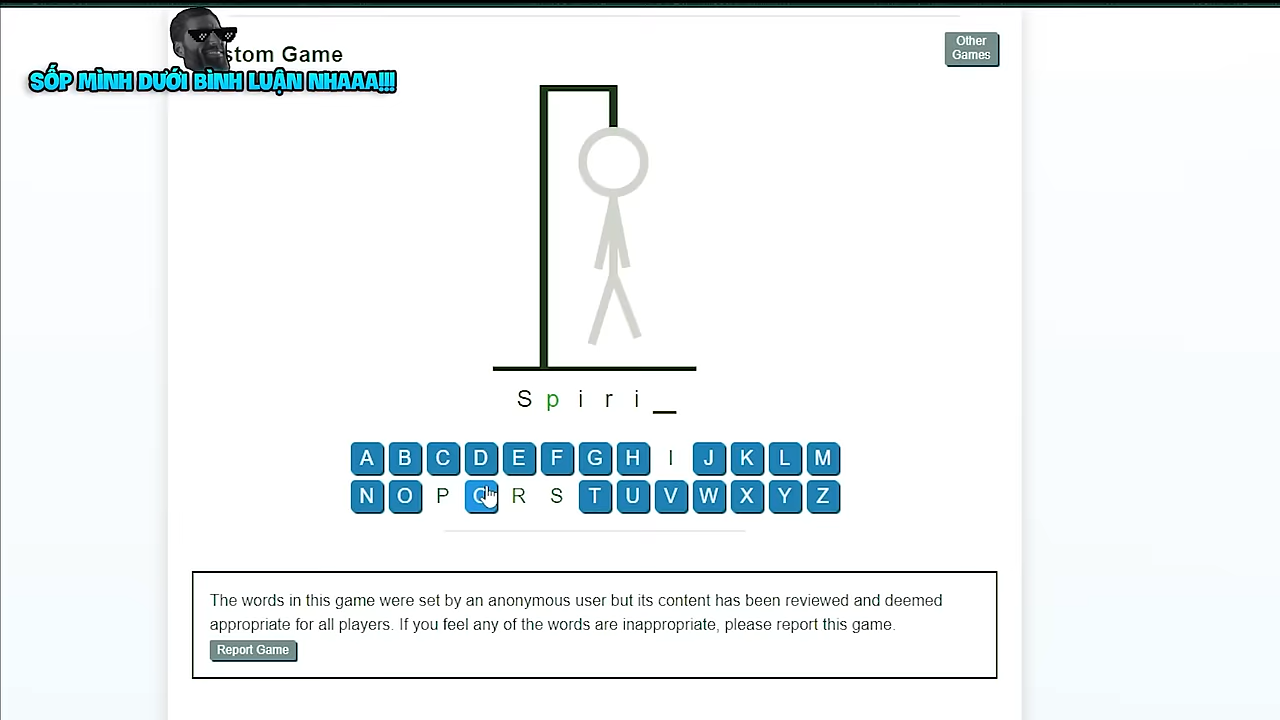 stom Game
Other
Games
SỐP MÌNH DƯỚI BÌNH LUẬN NHAAA!!!
S p i r i _
A B C D E F G H I J K L M
N O P Q R S T U V W X Y Z
The words in this game were set by an anonymous user but its content has been reviewed and deemed
appropriate for all players. If you feel any of the words are inappropriate, please report this game.
Report Game